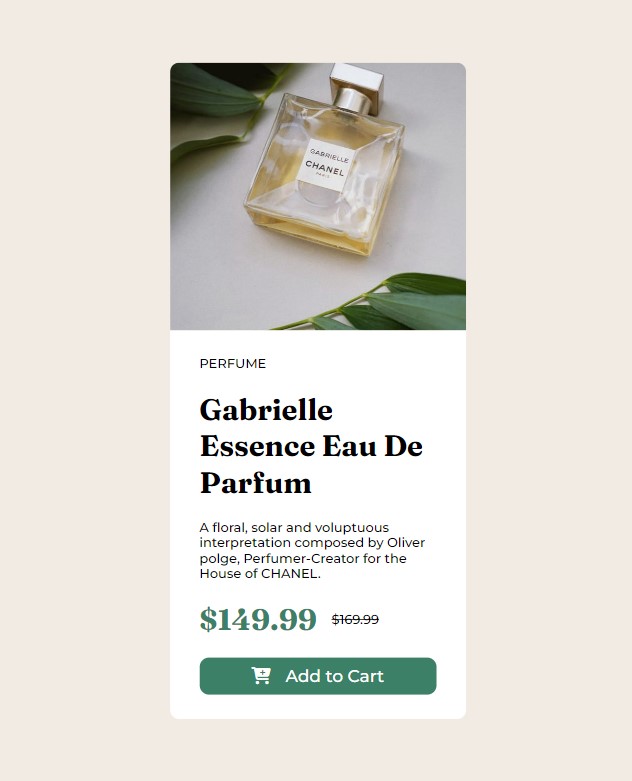 GABRIELLE
CHANEL
PARIS
PERFUME
Gabrielle
Essence Eau De
Parfum
A floral, solar and voluptuous
interpretation composed by Oliver
polge, Perfumer-Creator for the
House of CHANEL.
$149.99 $169.99
Add to Cart